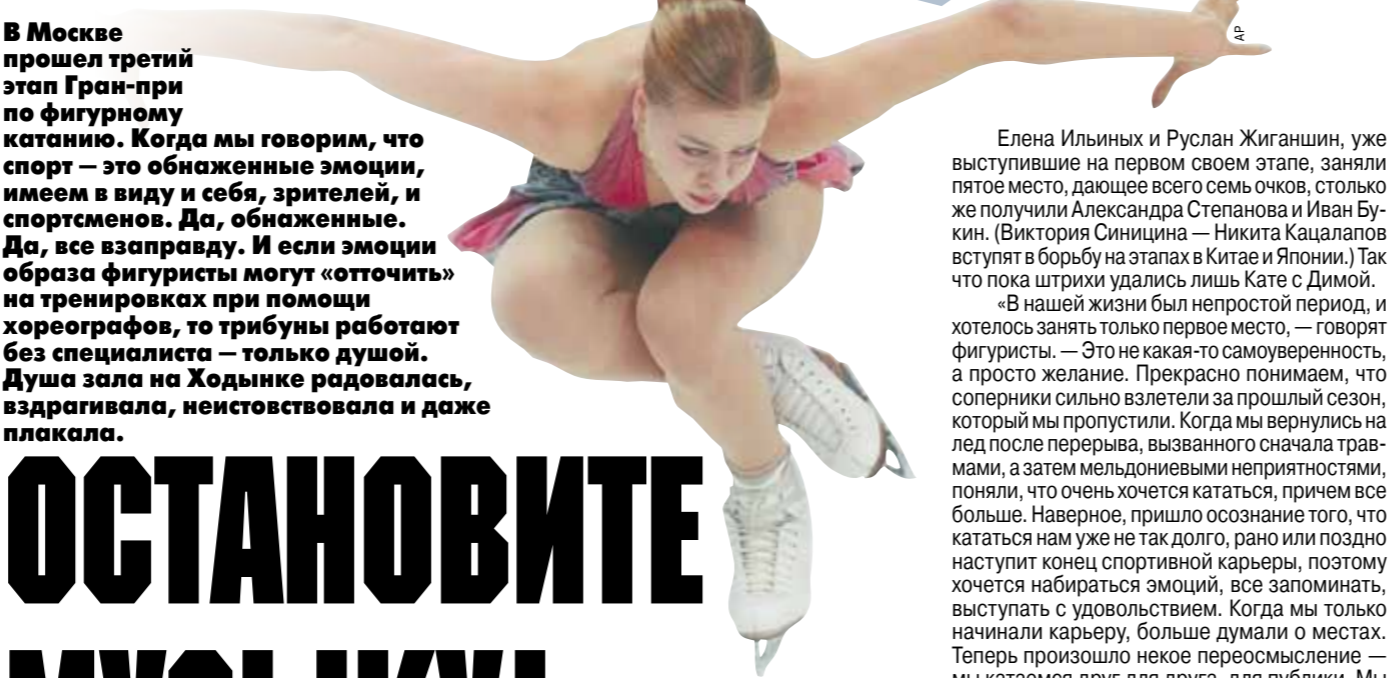 В Москве
прошел третий
этап Гран-при
по фигурному
катанию. Когда мы говорим, что
спорт — это обнаженные эмоции,
имеем в виду и себя, зрителей, и
спортсменов. Да, обнаженные.
Да, все взаправду. И если эмоции
образа фигуристы могут «отточить»
на тренировках при помощи
хореографов, то трибуны работают
без специалиста — только душой.
Душа зала на Ходынке радовалась,
вздрагивала, неистовствовала и даже
плакала.
ОСТАНОВИТЕ
МУЗЫКУ!
AP
Елена Ильиных и Руслан Жиганшин, уже
выступившие на первом своем этапе, заняли
пятое место, дающее всего семь очков, столько
же получили Александра Степанова и Иван Бу-
кин. (Виктория Синицина — Никита Кацалапов
вступят в борьбу на этапах в Китае и Японии.) Так
что пока штрихи удались лишь Кате с Димой.
«В нашей жизни был непростой период, и
хотелось занять только первое место, — говорят
фигуристы. — Это не какая-то самоуверенность,
а просто желание. Прекрасно понимаем, что
соперники сильно взлетели за прошлый сезон,
который мы пропустили. Когда мы вернулись на
лед после перерыва, вызванного сначала трав-
мами, а затем мельдониевыми неприятностями,
поняли, что очень хочется кататься, причем все
больше. Наверное, пришло осознание того, что
кататься нам уже не так долго, рано или поздно
наступит конец спортивной карьеры, поэтому
хочется набираться эмоций, все запоминать,
выступать с удовольствием. Когда мы только
начинали карьеру, больше думали о местах.
Теперь произошло некое переосмысление —
мы катаемся друг для друга, для публики. Мы